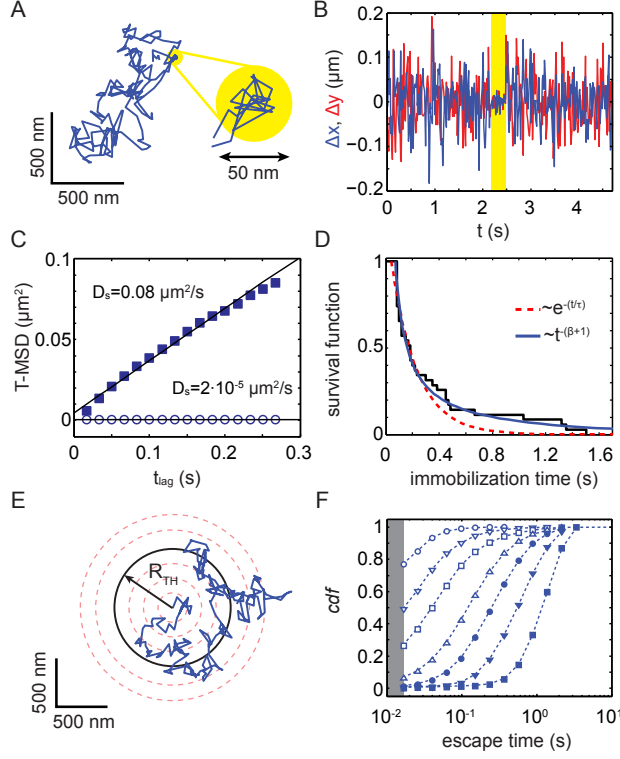 A
500 nm
500 nm
50 nm
B
Δx, Δy (μm)
0.2
0.1
0
−0.1
−0.2
0 1 2 3 4
t (s)
C
T-MSD (μm²)
0.1
0.05
0
Dₛ=0.08 μm²/s
Dₛ=2·10⁻⁵ μm²/s
0 0.1 0.2 0.3
tlag (s)
D
survival function
1
0.5
0
~e-(t/τ)
~t-(β+1)
0 0.4 0.8 1.2 1.6
immobilization time (s)
E
RTH
500 nm
500 nm
F
cdf
1
0.8
0.6
0.4
0.2
0
10⁻² 10⁻¹ 10⁰ 10¹
escape time (s)